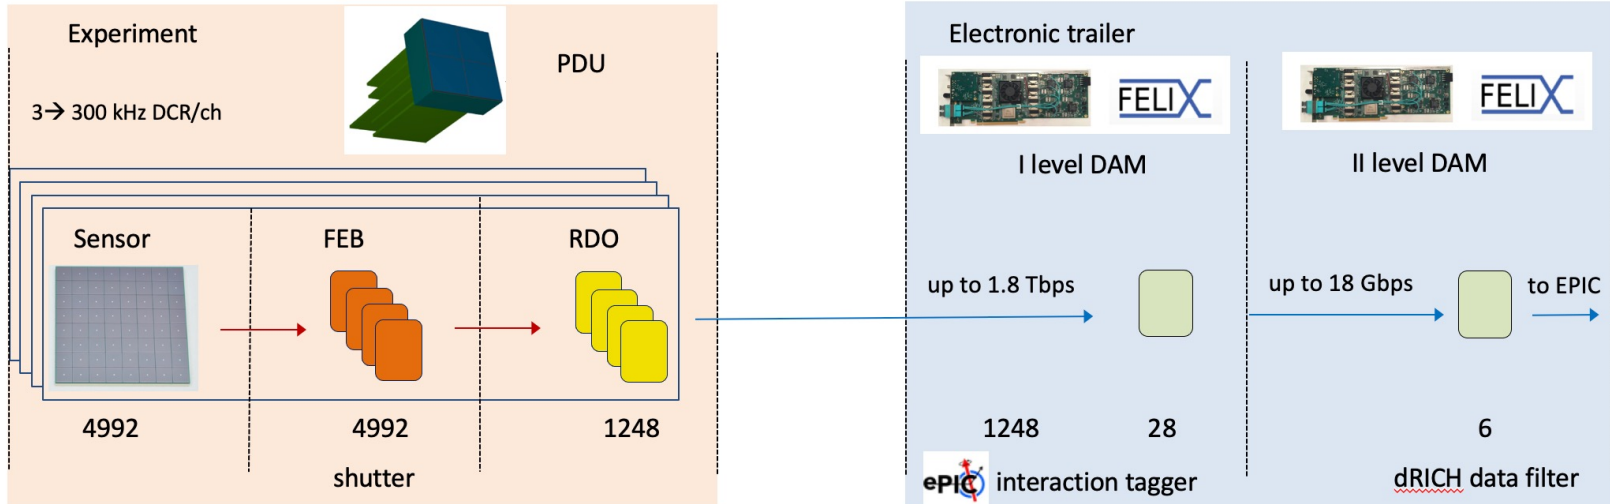 Experiment
PDU
3→ 300 kHz DCR/ch
Sensor
FEB
RDO
4992
4992
1248
shutter
Electronic trailer
FELIX
FELIX
I level DAM
II level DAM
up to 1.8 Tbps
up to 18 Gbps
to EPIC
1248
28
6
ePIC interaction tagger
dRICH data filter